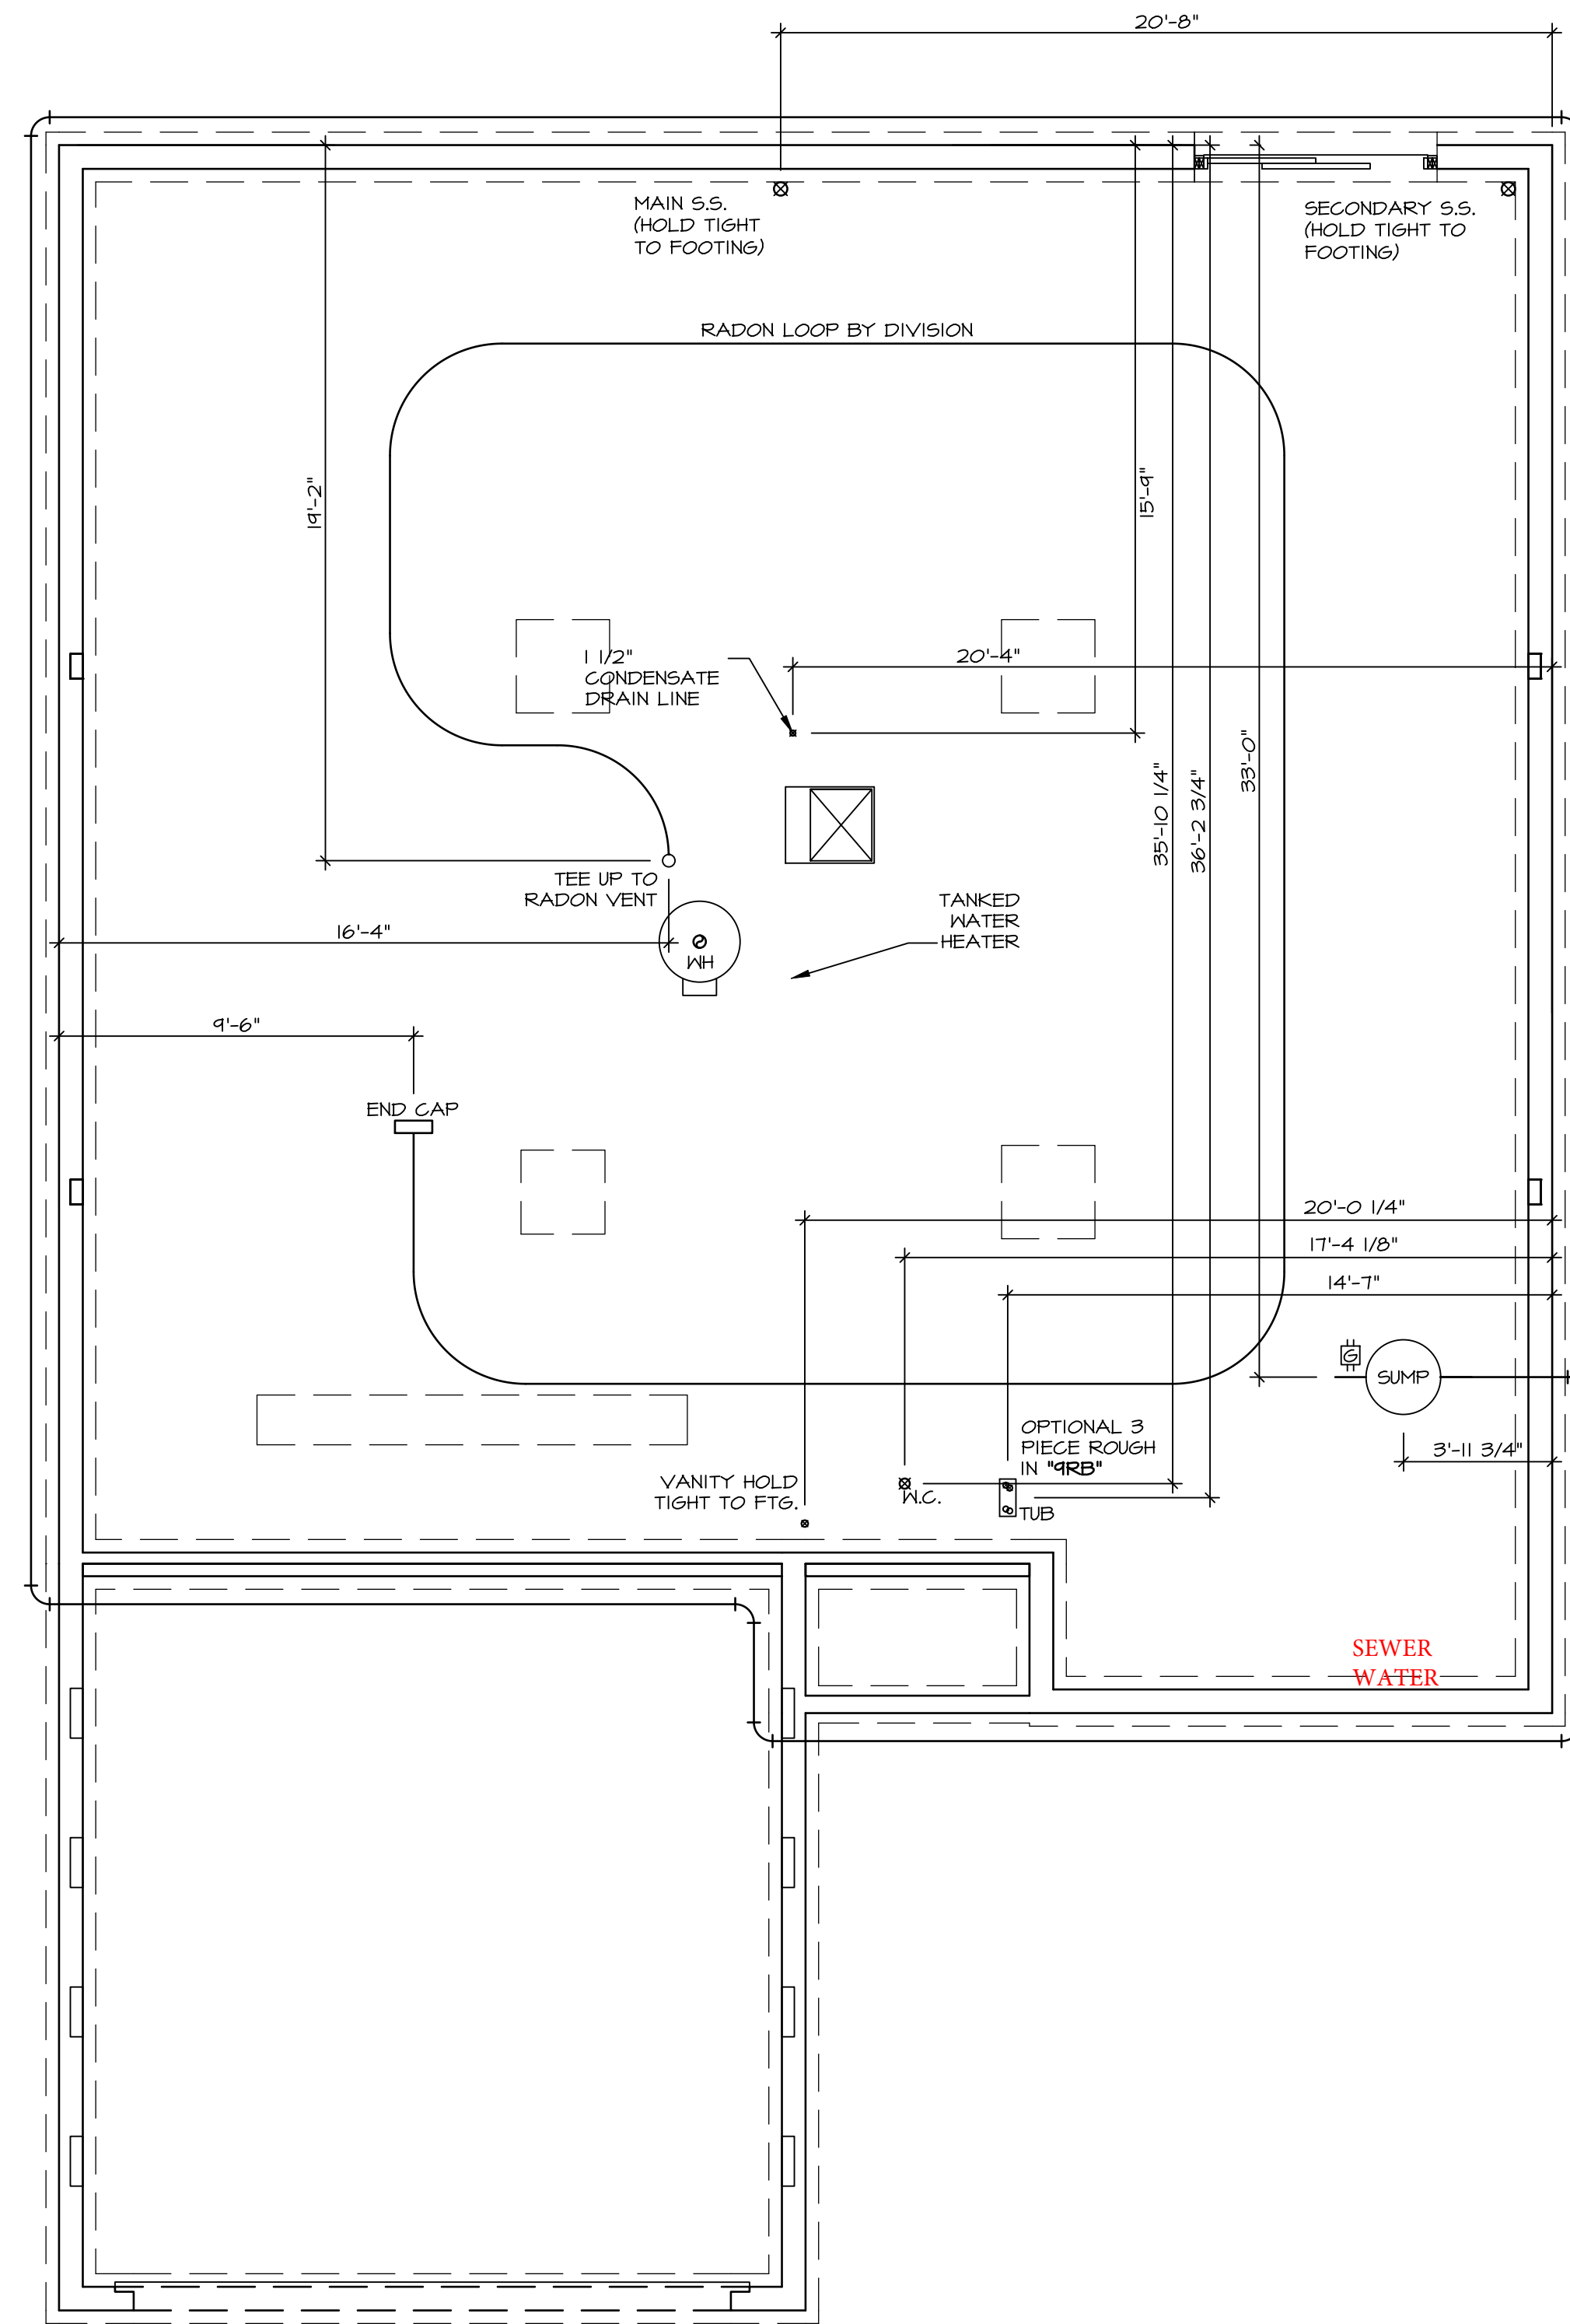 20'-8"
MAIN S.S.
(HOLD TIGHT
TO FOOTING)
SECONDARY S.S.
(HOLD TIGHT TO
FOOTING)
RADON LOOP BY DIVISION
19'-2"
15'-9"
1 1/2"
CONDENSATE
DRAIN LINE
20'-4"
35'-10 1/4"
36'-2 3/4"
33'-0"
TEE UP TO
RADON VENT
TANKED
WATER
HEATER
16'-4"
WH
9'-6"
END CAP
20'-0 1/4"
17'-4 1/8"
14'-7"
G
SUMP
OPTIONAL 3
PIECE ROUGH
IN "9RB"
3'-11 3/4"
VANITY HOLD
TIGHT TO FTG.
W.C.
TUB
SEWER
WATER